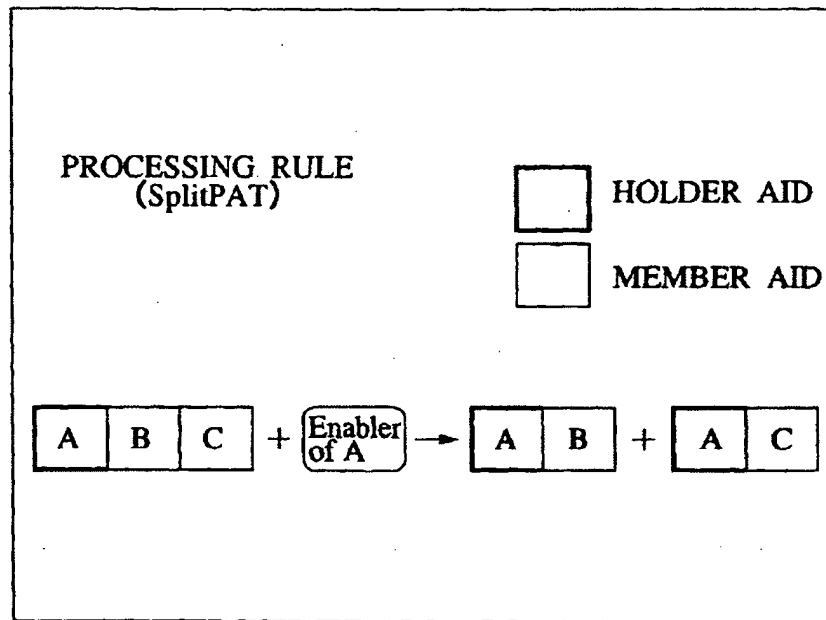 PROCESSING RULE
(SplitPAT)
HOLDER AID
MEMBER AID
A B C + Enabler of A → A B + A C